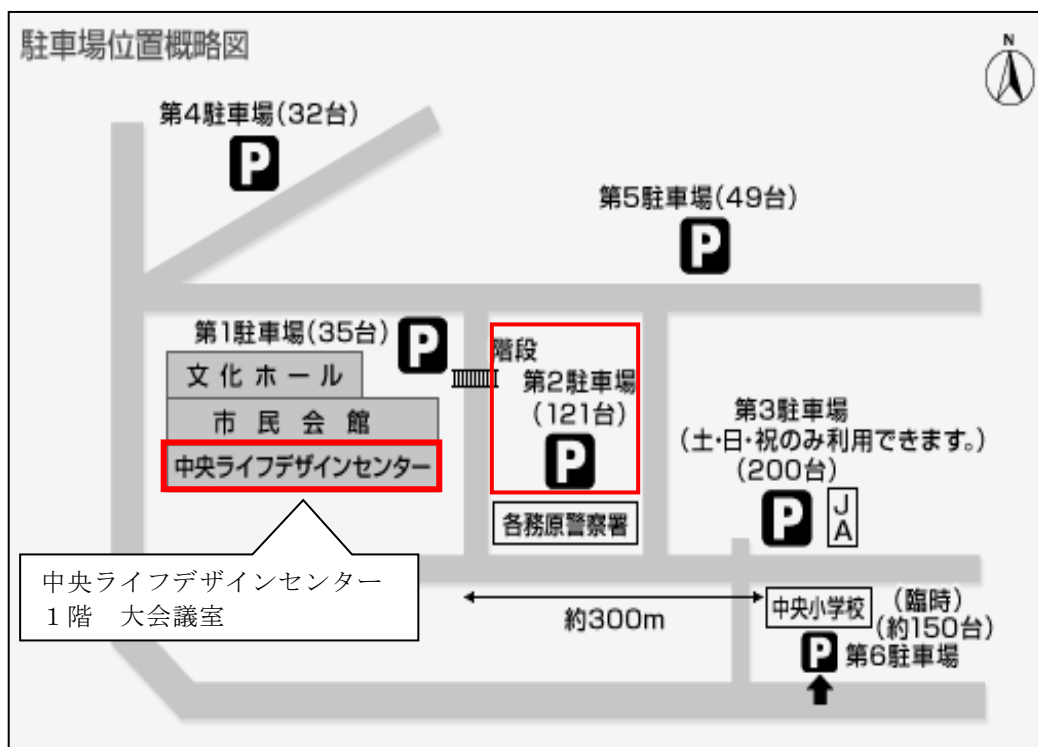 駐車場位置概略図
N
第4駐車場(32台)
P
第5駐車場(49台)
P
第1駐車場(35台)
P
文化ホール
市民会館
中央ライフデザインセンター
階段
第2駐車場
(121台)
P
各務原警察署
第3駐車場
(土・日・祝のみ利用できます。)
(200台)
P
JA
中央ライフデザインセンター
1階 大会議室
約300m
中央小学校
(臨時)
(約150台)
P
第6駐車場